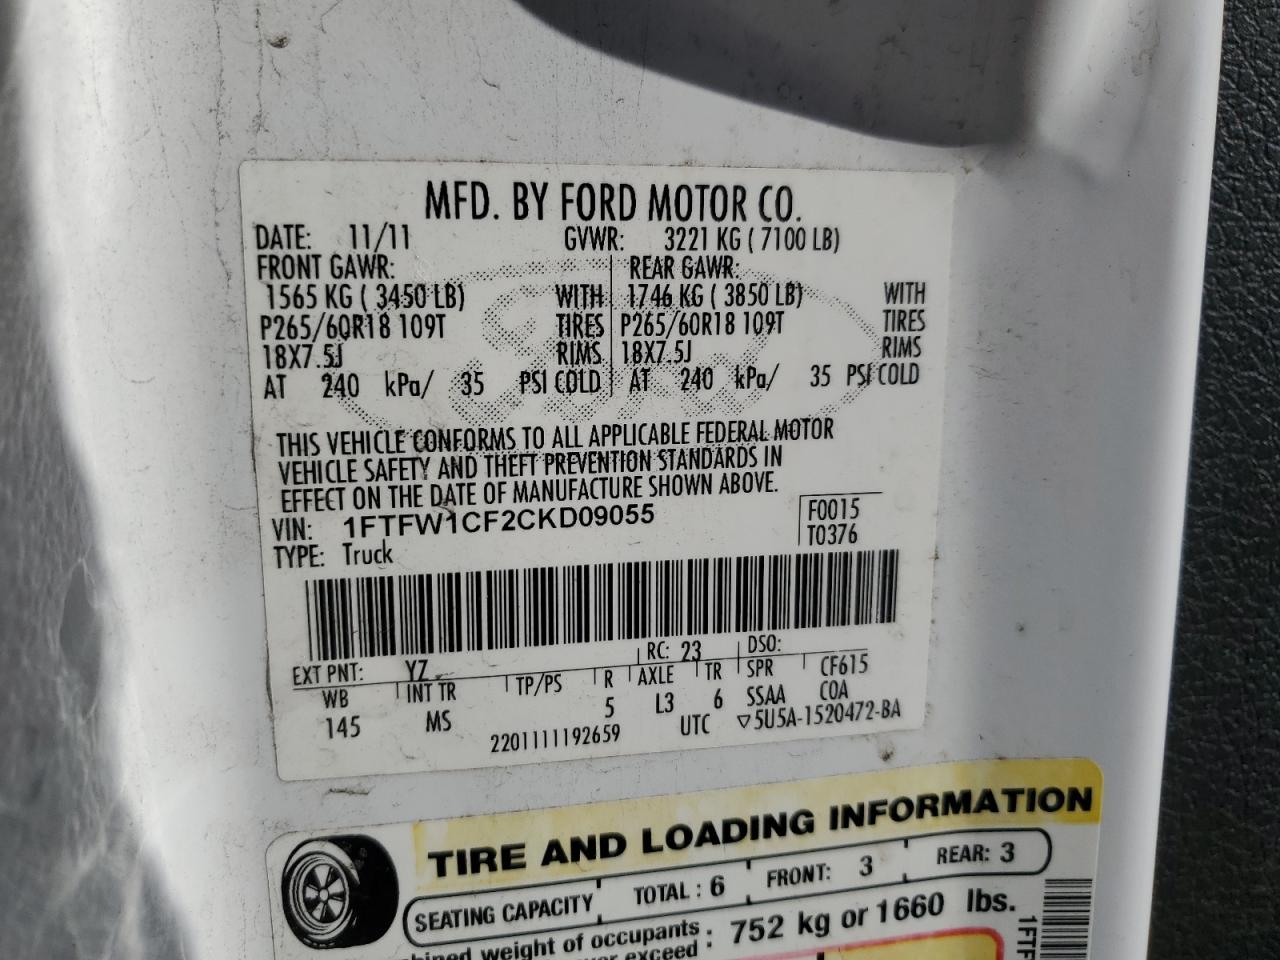 MFD. BY FORD MOTOR CO.
DATE: 11/11 GVWR: 3221 KG ( 7100 LB)
FRONT GAWR: REAR GAWR:
1565 KG ( 3450 LB) WITH 1746 KG ( 3850 LB) WITH
P265/60R18 109T TIRES P265/60R18 109T TIRES
18X7.5J RIMS 18X7.5J RIMS
AT 240 kPa/ 35 PSI COLD AT 240 kPa/ 35 PSI COLD
THIS VEHICLE CONFORMS TO ALL APPLICABLE FEDERAL MOTOR
VEHICLE SAFETY AND THEFT PREVENTION STANDARDS IN
EFFECT ON THE DATE OF MANUFACTURE SHOWN ABOVE.
VIN: 1FTFW1CF2CKD09055 F0015
TYPE: Truck T0376
EXT PNT: YZ RC: 23 DSO:
WB INT TR TP/PS R AXLE TR SPR CF615
145 MS 5 L3 6 SSAA COA
2201111192659 UTC ▽5U5A-1520472-BA
TIRE AND LOADING INFORMATION
SEATING CAPACITY TOTAL : 6 FRONT: 3 REAR: 3
weight of occupants : 752 kg or 1660 lbs.
exceed
1FTF